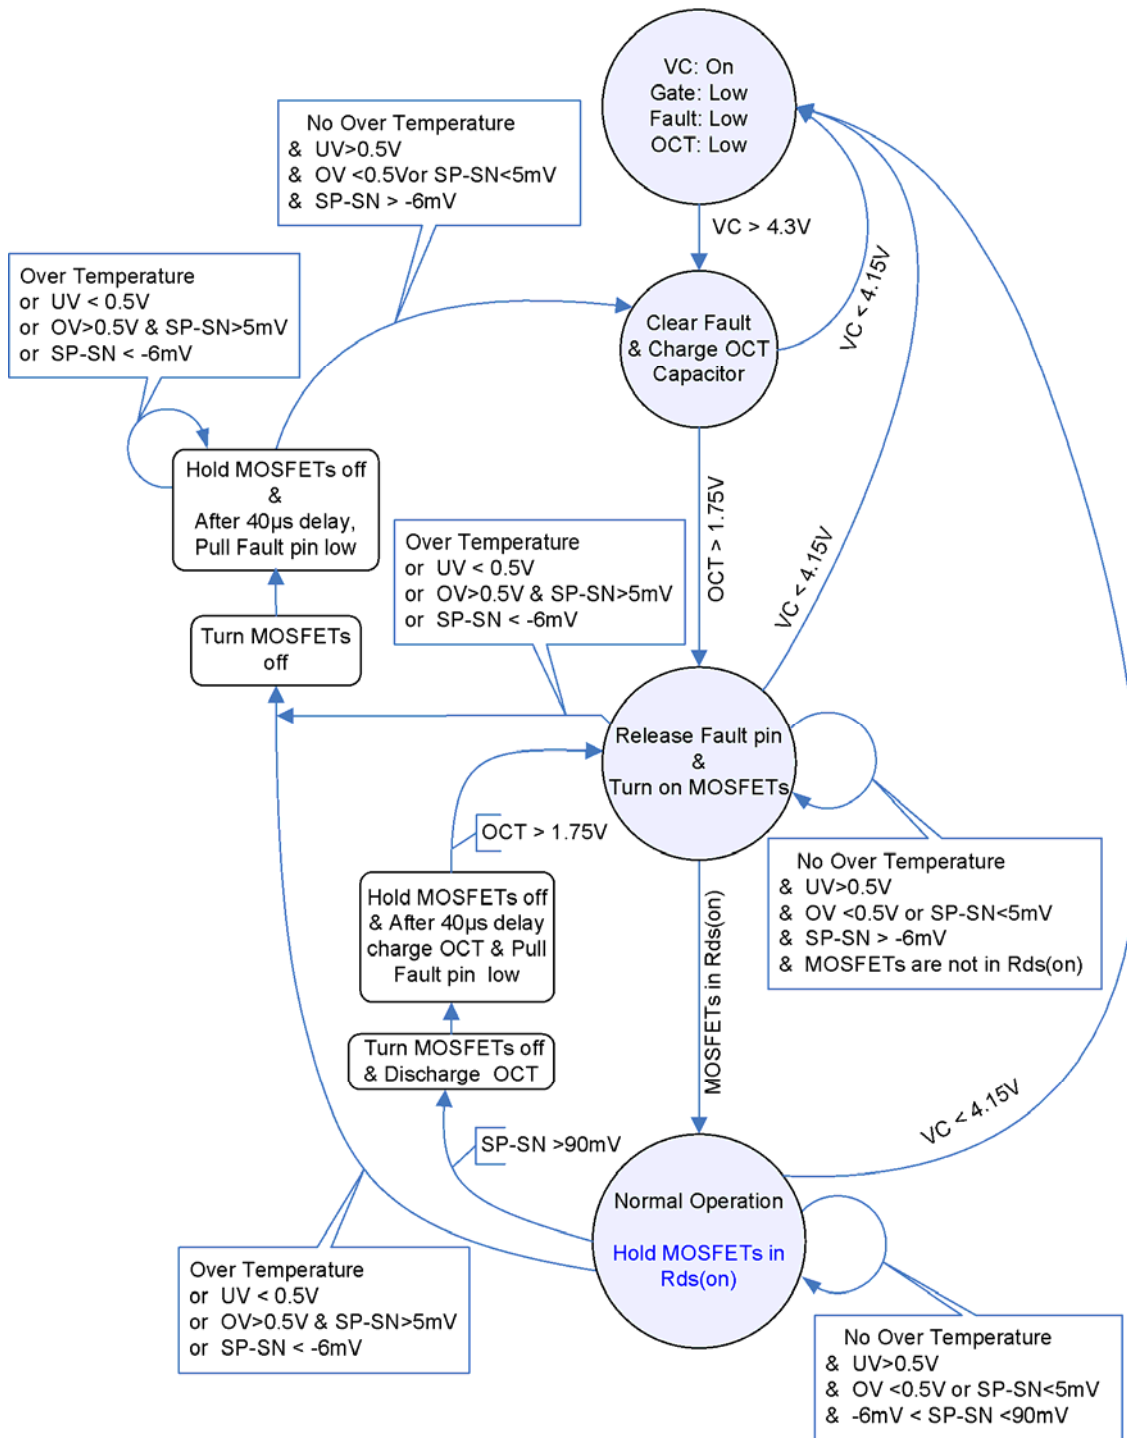 VC: On
Gate: Low
Fault: Low
OCT: Low
No Over Temperature
& UV>0.5V
& OV <0.5Vor SP-SN<5mV
& SP-SN > -6mV
VC > 4.3V
Over Temperature
or UV < 0.5V
or OV>0.5V & SP-SN>5mV
or SP-SN < -6mV
Clear Fault
& Charge OCT
Capacitor
VC < 4.15V
Hold MOSFETs off
&
After 40µs delay,
Pull Fault pin low
OCT > 1.75V
VC < 4.15V
Over Temperature
or UV < 0.5V
or OV>0.5V & SP-SN>5mV
or SP-SN < -6mV
Turn MOSFETs
off
Release Fault pin
&
Turn on MOSFETs
OCT > 1.75V
No Over Temperature
& UV>0.5V
& OV <0.5V or SP-SN<5mV
& SP-SN > -6mV
& MOSFETs are not in Rds(on)
Hold MOSFETs off
& After 40µs delay
charge OCT & Pull
Fault pin low
MOSFETs in Rds(on)
Turn MOSFETs off
& Discharge OCT
VC < 4.15V
SP-SN >90mV
Normal Operation
Hold MOSFETs in
Rds(on)
Over Temperature
or UV < 0.5V
or OV>0.5V & SP-SN>5mV
or SP-SN < -6mV
No Over Temperature
& UV>0.5V
& OV <0.5V or SP-SN<5mV
& -6mV < SP-SN <90mV